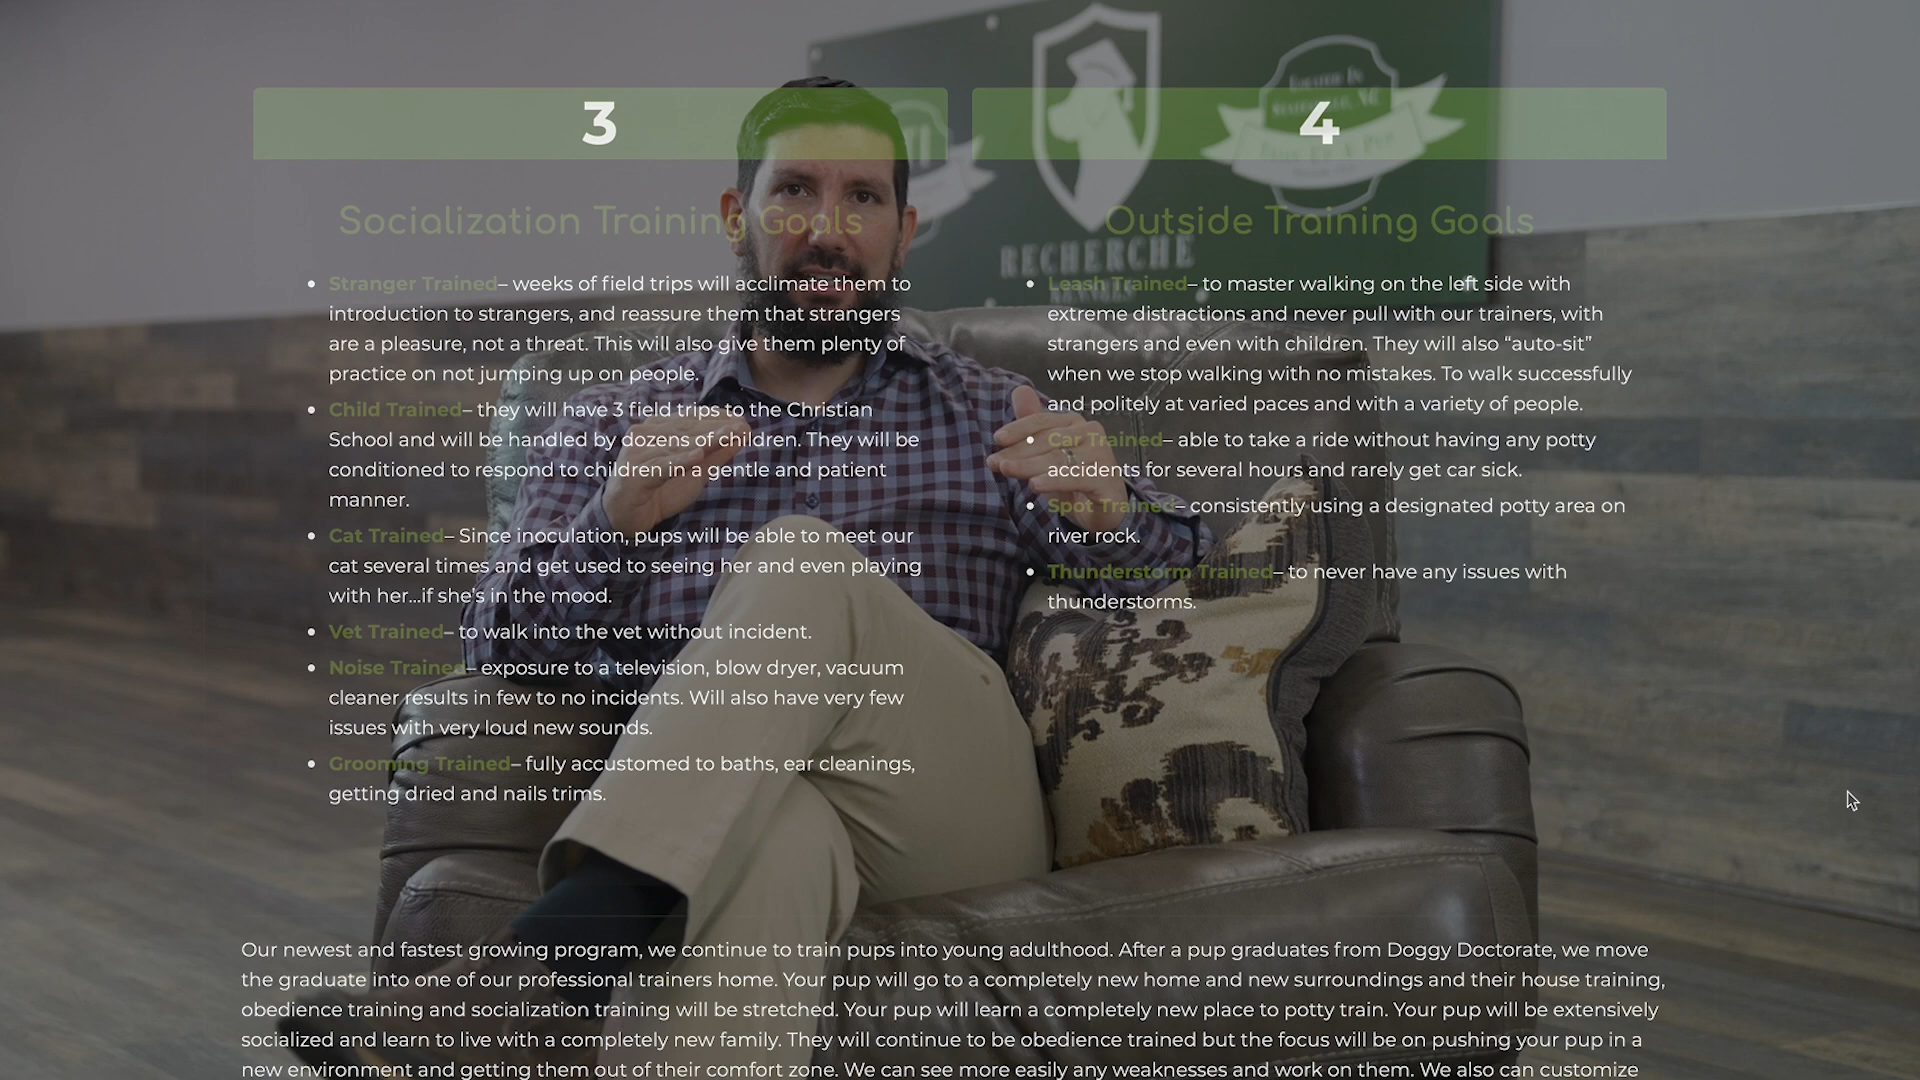 3
Socialization Training Goals
Stranger Trained– weeks of field trips will acclimate them to
introduction to strangers, and reassure them that strangers
are a pleasure, not a threat. This will also give them plenty of
practice on not jumping up on people.
Child Trained– they will have 3 field trips to the Christian
School and will be handled by dozens of children. They will be
conditioned to respond to children in a gentle and patient
manner.
Cat Trained– Since inoculation, pups will be able to meet our
cat several times and get used to seeing her and even playing
with her...if she's in the mood.
Vet Trained– to walk into the vet without incident.
Noise Trained– exposure to a television, blow dryer, vacuum
cleaner results in few to no incidents. Will also have very few
issues with very loud new sounds.
Grooming Trained– fully accustomed to baths, ear cleanings,
getting dried and nails trims.
4
Outside Training Goals
Leash Trained– to master walking on the left side with
extreme distractions and never pull with our trainers, with
strangers and even with children. They will also “auto-sit”
when we stop walking with no mistakes. To walk successfully
and politely at varied paces and with a variety of people.
Car Trained– able to take a ride without having any potty
accidents for several hours and rarely get car sick.
Spot Trained– consistently using a designated potty area on
river rock.
Thunderstorm Trained– to never have any issues with
thunderstorms.
RECHERCHE
Our newest and fastest growing program, we continue to train pups into young adulthood. After a pup graduates from Doggy Doctorate, we move
the graduate into one of our professional trainers home. Your pup will go to a completely new home and new surroundings and their house training,
obedience training and socialization training will be stretched. Your pup will learn a completely new place to potty train. Your pup will be extensively
socialized and learn to live with a completely new family. They will continue to be obedience trained but the focus will be on pushing your pup in a
new environment and getting them out of their comfort zone. We can see more easily any weaknesses and work on them. We also can customize